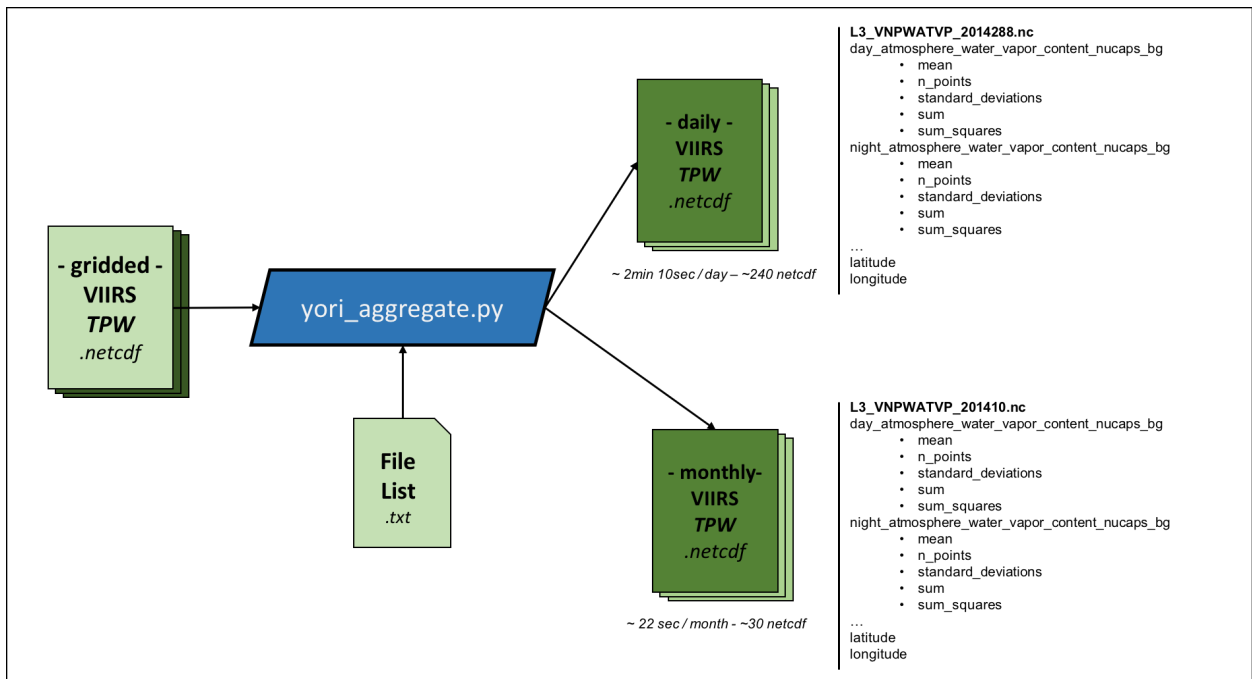 - gridded -
VIIRS
TPW
.netcdf
yori_aggregate.py
File
List
.txt
- daily -
VIIRS
TPW
.netcdf
~ 2min 10sec / day – ~240 netcdf
- monthly-
VIIRS
TPW
.netcdf
~ 22 sec / month - ~30 netcdf
L3_VNPWATVP_2014288.nc
day_atmosphere_water_vapor_content_nucaps_bg
• mean
• n_points
• standard_deviations
• sum
• sum_squares
night_atmosphere_water_vapor_content_nucaps_bg
• mean
• n_points
• standard_deviations
• sum
• sum_squares
…
latitude
longitude
L3_VNPWATVP_201410.nc
day_atmosphere_water_vapor_content_nucaps_bg
• mean
• n_points
• standard_deviations
• sum
• sum_squares
night_atmosphere_water_vapor_content_nucaps_bg
• mean
• n_points
• standard_deviations
• sum
• sum_squares
…
latitude
longitude